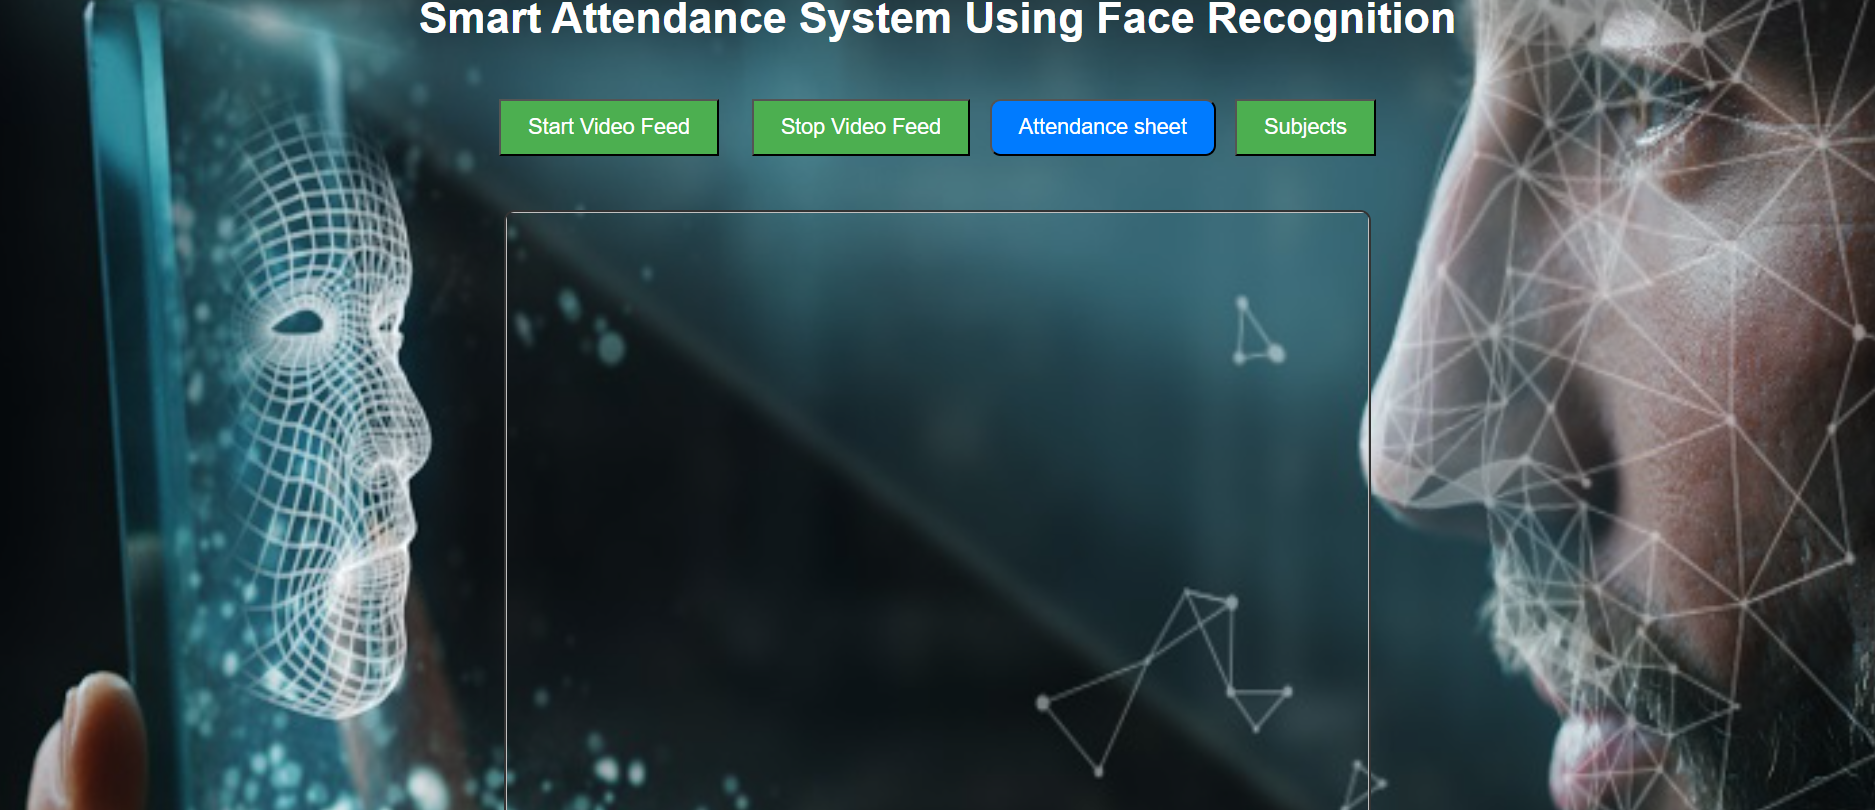 Smart Attendance System Using Face Recognition
Start Video Feed
Stop Video Feed
Attendance sheet
Subjects